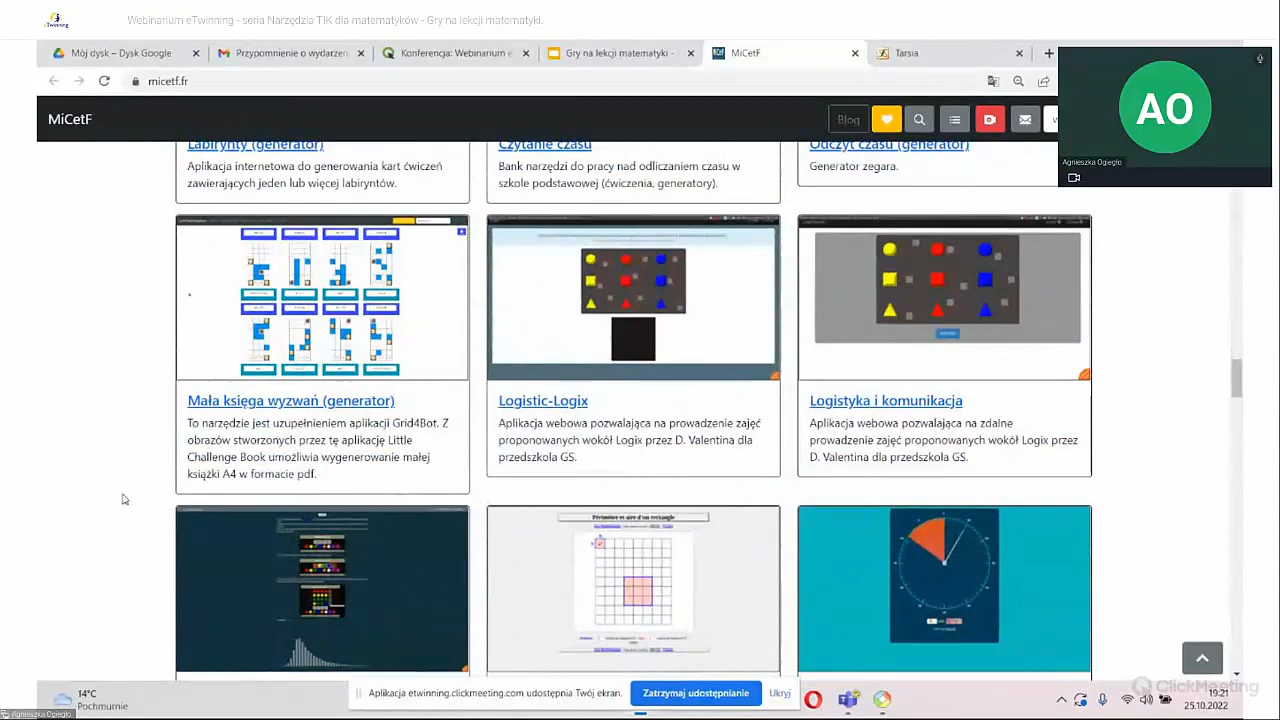 eTwinning
Webinarium eTwinning - seria Narzędzia TIK dla matematyków - Gry na lekcji matematyki.
Mój dysk – Dysk Google
Przypomnienie o wydarzen
Konferencja: Webinarium e
Gry na lekcji matematyki -
MiCetF
Tarsia
micetf.fr
MiCetF
Blog
AO
Agnieszka Ogiegło
Labirynty (generator)
Aplikacja internetowa do generowania kart ćwiczeń
zawierających jeden lub więcej labiryntów.
Czytanie czasu
Bank narzędzi do pracy nad odliczaniem czasu w
szkole podstawowej (ćwiczenia, generatory).
Odczyt czasu (generator)
Generator zegara.
Mała księga wyzwań (generator)
To narzędzie jest uzupełnieniem aplikacji Grid4Bot. Z
obrazów stworzonych przez tę aplikację Little
Challenge Book umożliwia wygenerowanie małej
książki A4 w formacie pdf.
Logistic-Logix
Aplikacja webowa pozwalająca na prowadzenie zajęć
proponowanych wokół Logix przez D. Valentina dla
przedszkola GS.
Logistyka i komunikacja
Aplikacja webowa pozwalająca na zdalne
prowadzenie zajęć proponowanych wokół Logix przez
D. Valentina dla przedszkola GS.
Périmètre et aire d'un rectangle
14°C
Pochmurnie
Aplikacja etwinning.clickmeeting.com udostępnia Twój ekran.
Zatrzymaj udostępnianie
Ukryj
ClickMeeting
19:21
25.10.2022
Agnieszka Ogiegło